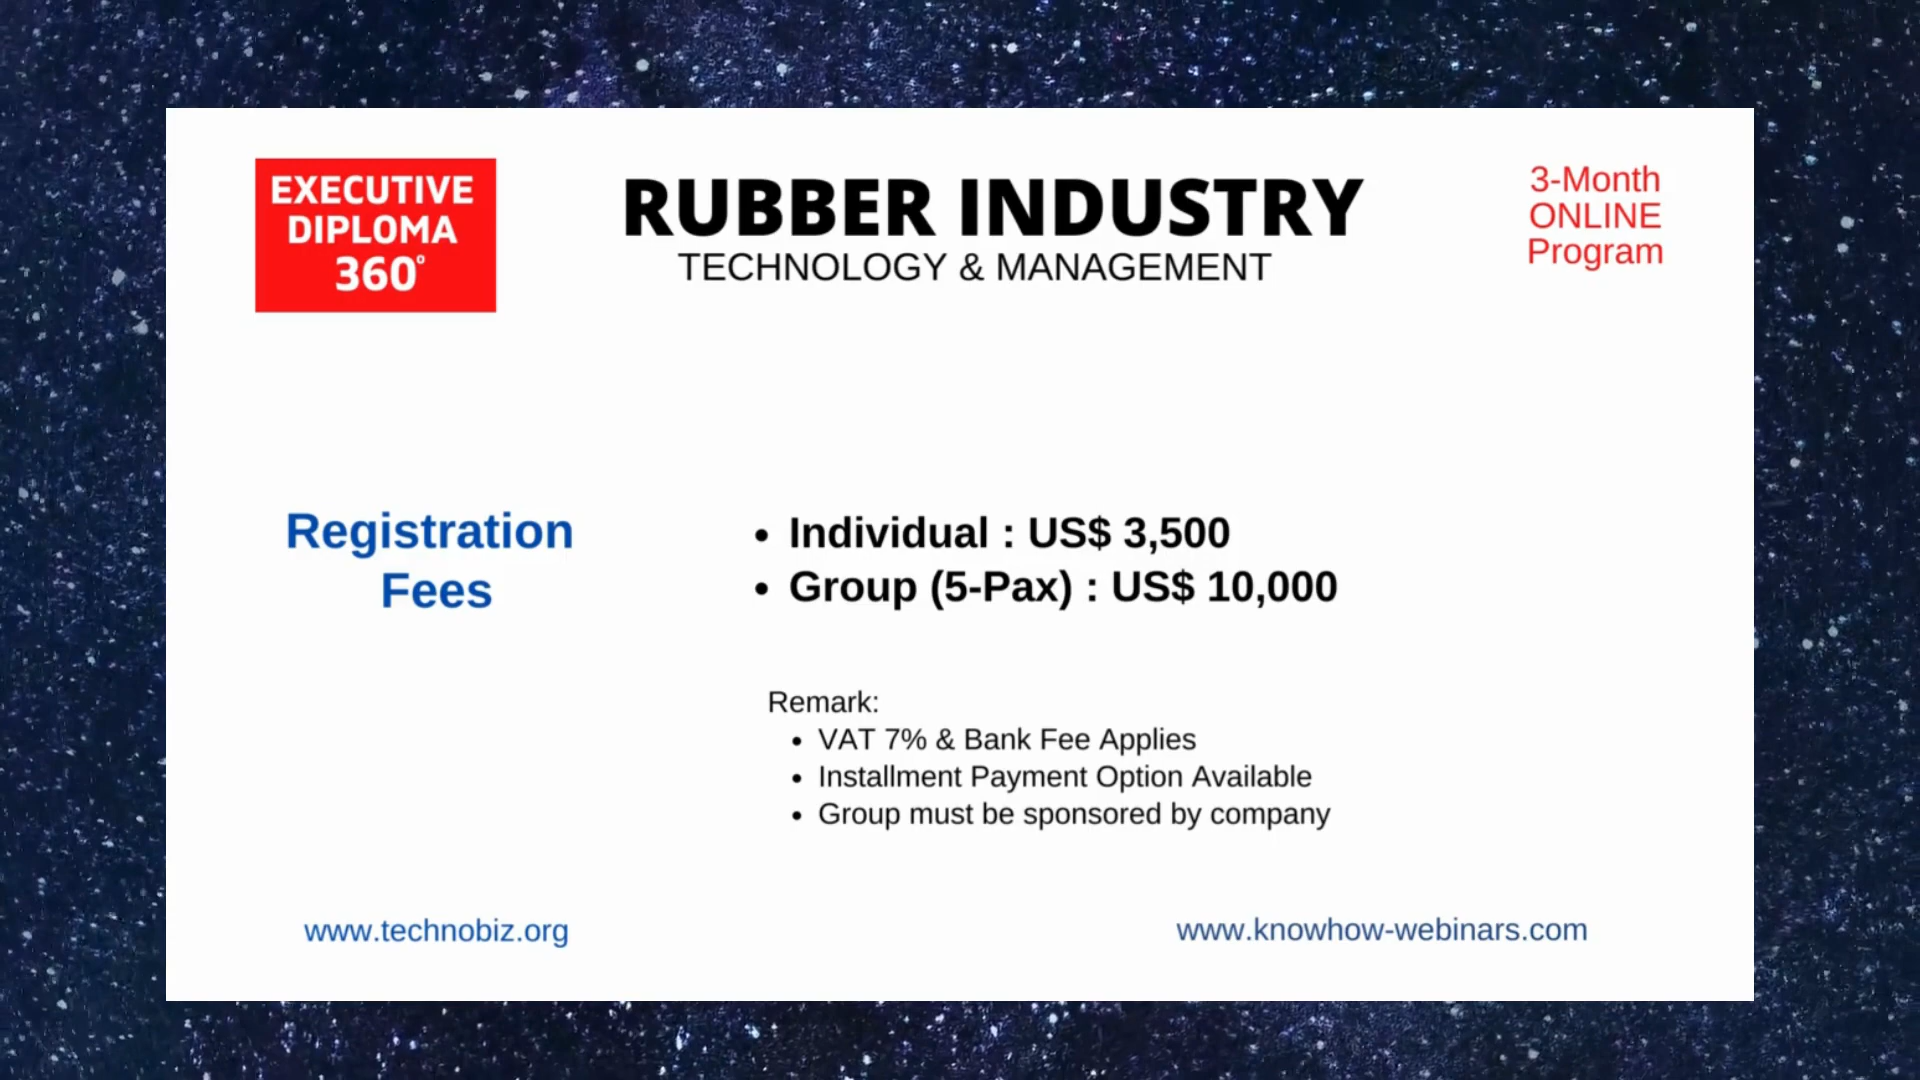 EXECUTIVE
DIPLOMA
360°
RUBBER INDUSTRY
TECHNOLOGY & MANAGEMENT
3-Month
ONLINE
Program
Registration
Fees
• Individual : US$ 3,500
• Group (5-Pax) : US$ 10,000
Remark:
• VAT 7% & Bank Fee Applies
• Installment Payment Option Available
• Group must be sponsored by company
www.technobiz.org
www.knowhow-webinars.com